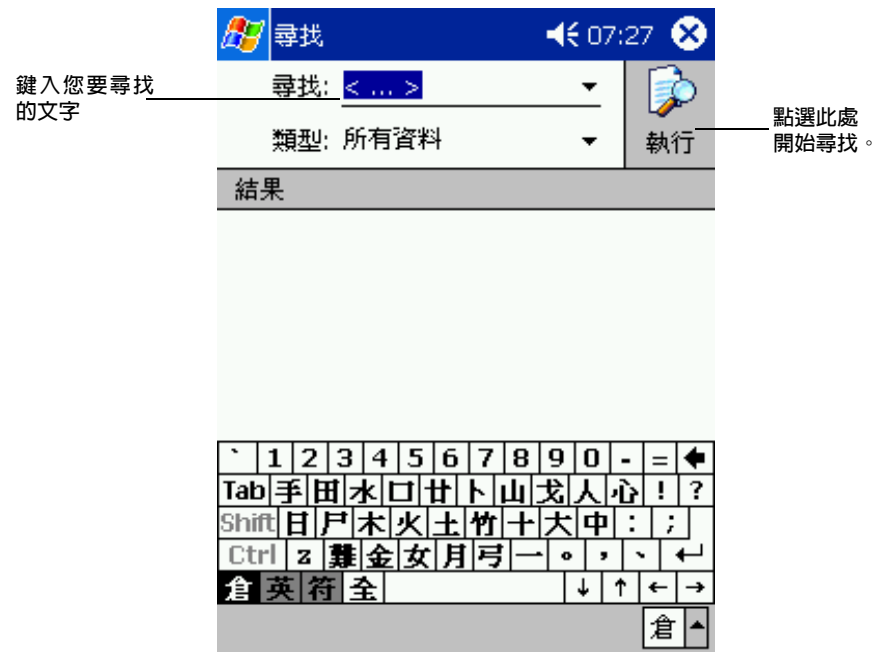 尋找 07:27
鍵入您要尋找
的文字
尋找: < ... >
類型: 所有資料
執行
點選此處
開始尋找。
結果
` 1 2 3 4 5 6 7 8 9 0 - =
Tab 手 田 水 口 廿 卜 山 戈 人 心 ! ?
Shift 日 尸 木 火 土 竹 十 大 中 : ;
Ctrl z 難 金 女 月 弓 一 。 , 、 ↵
倉 英 符 全 ↓ ↑ ← →
倉